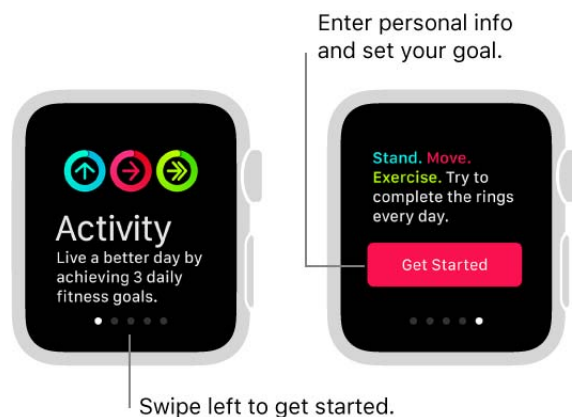 Enter personal info
and set your goal.
Activity
Live a better day by
achieving 3 daily
fitness goals.
Stand. Move.
Exercise. Try to
complete the rings
every day.
Get Started
Swipe left to get started.